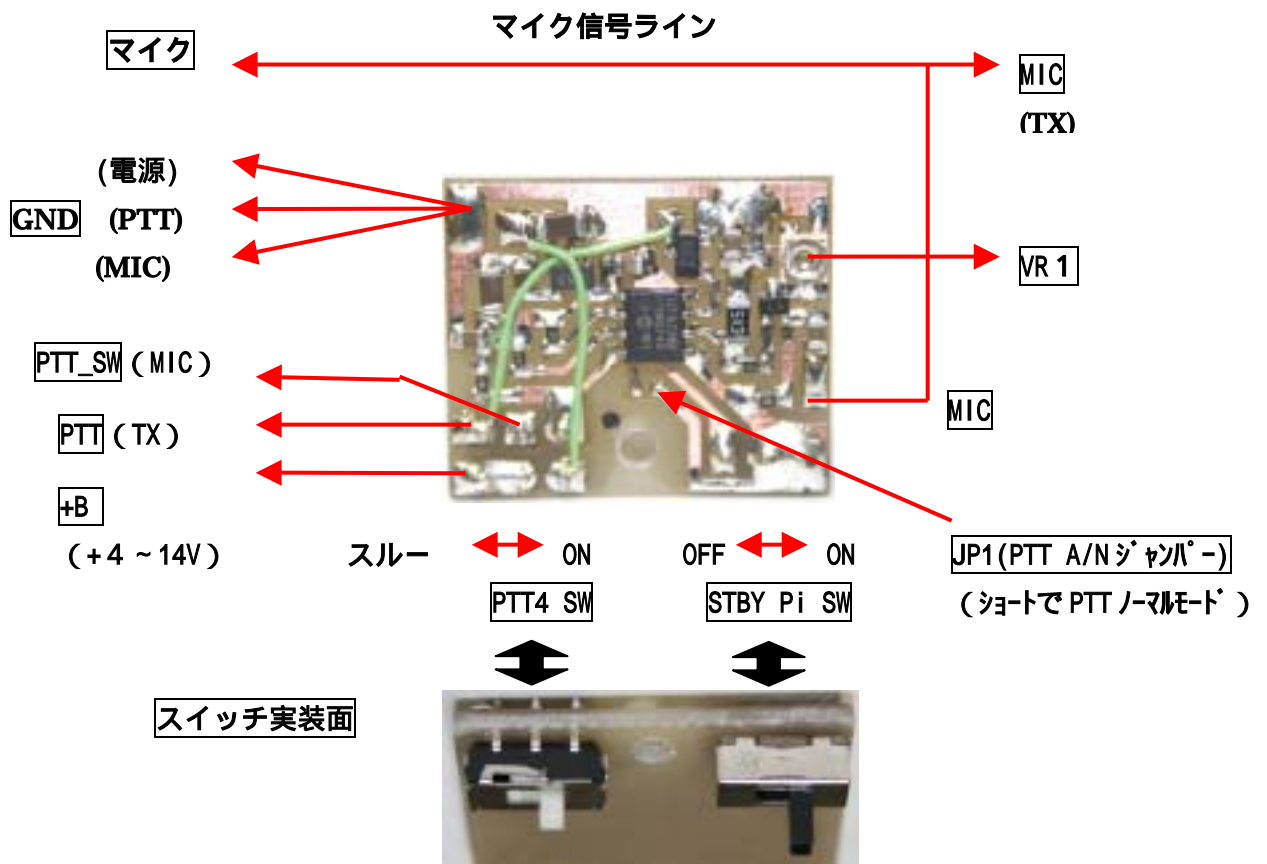 マイク信号ライン
マイク
MIC
(TX)
(電源)
GND (PTT)
(MIC)
VR 1
PTT_SW (MIC)
PTT (TX)
MIC
+B
(+4 ~14V)
スルー ON OFF ON
PTT4 SW STBY Pi SW
JP1(PTT A/Nジャンパー)
(ショートで PTT ノーマルモード)
スイッチ実装面